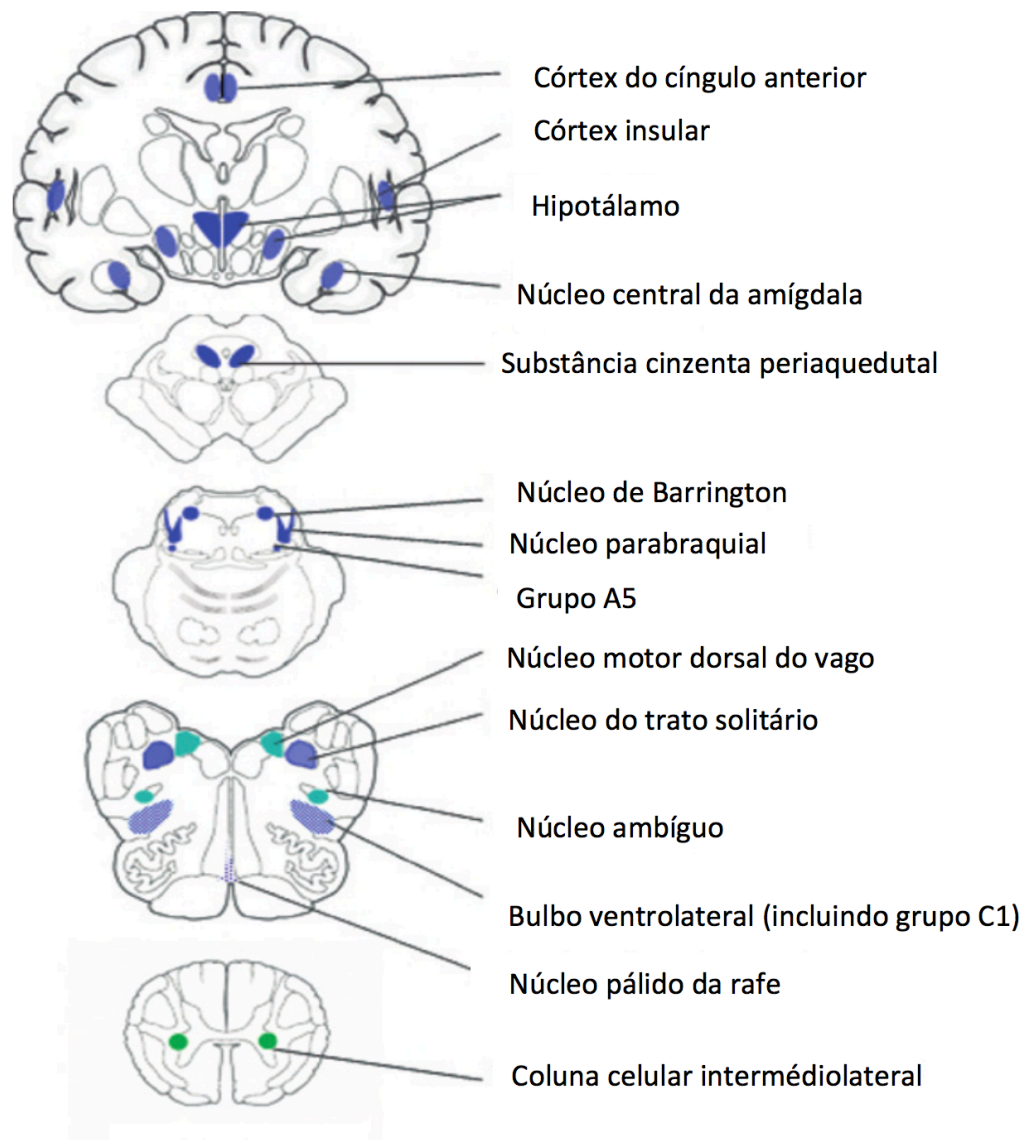 Córtex do cíngulo anterior
Córtex insular
Hipotálamo
Núcleo central da amígdala
Substância cinzenta periaquedutal
Núcleo de Barrington
Núcleo parabraquial
Grupo A5
Núcleo motor dorsal do vago
Núcleo do trato solitário
Núcleo ambíguo
Bulbo ventrolateral (incluindo grupo C1)
Núcleo pálido da rafe
Coluna celular intermédiolateral